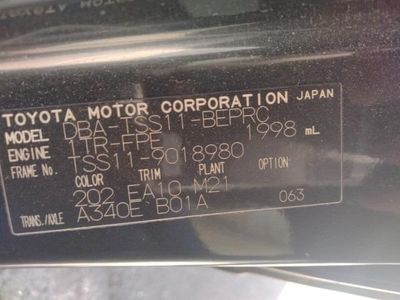 TOYOTA MOTOR CORPORATION JAPAN
MODEL DBA-TSS11-BEPRC
ENGINE 1TR-FPE 1998 mL
FRAME No. TSS11-9018980
COLOR TRIM PLANT OPTION
202 EA10 M21
TRANS./AXLE A340E B01A 063